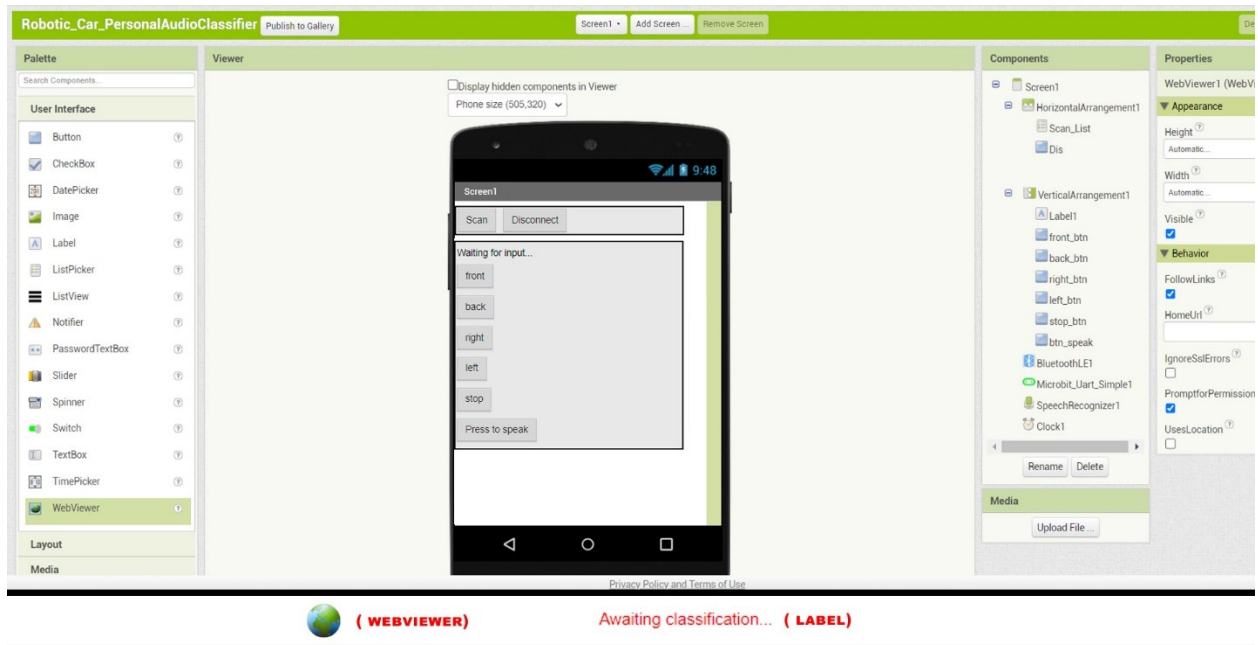 Robotic_Car_PersonalAudioClassifier Publish to Gallery Screen1 Add Screen ... Remove Screen
Palette
Search Components...
User Interface
Button
CheckBox
DatePicker
Image
Label
ListPicker
ListView
Notifier
PasswordTextBox
Slider
Spinner
Switch
TextBox
TimePicker
WebViewer
Layout
Media
Viewer
Display hidden components in Viewer
Phone size (505,320)
9:48
Screen1
Scan Disconnect
Waiting for input...
front
back
right
left
stop
Press to speak
Components
Screen1
HorizontalArrangement1
Scan_List
Dis
VerticalArrangement1
Label1
front_btn
back_btn
right_btn
left_btn
stop_btn
btn_speak
BluetoothLE1
Microbit_Uart_Simple1
SpeechRecognizer1
Clock1
Rename Delete
Media
Upload File ...
Properties
WebViewer1 (WebVi
Appearance
Height
Automatic...
Width
Automatic...
Visible
Behavior
FollowLinks
HomeUrl
IgnoreSslErrors
PromptforPermission
UsesLocation
Privacy Policy and Terms of Use
( WEBVIEWER) Awaiting classification... ( LABEL)